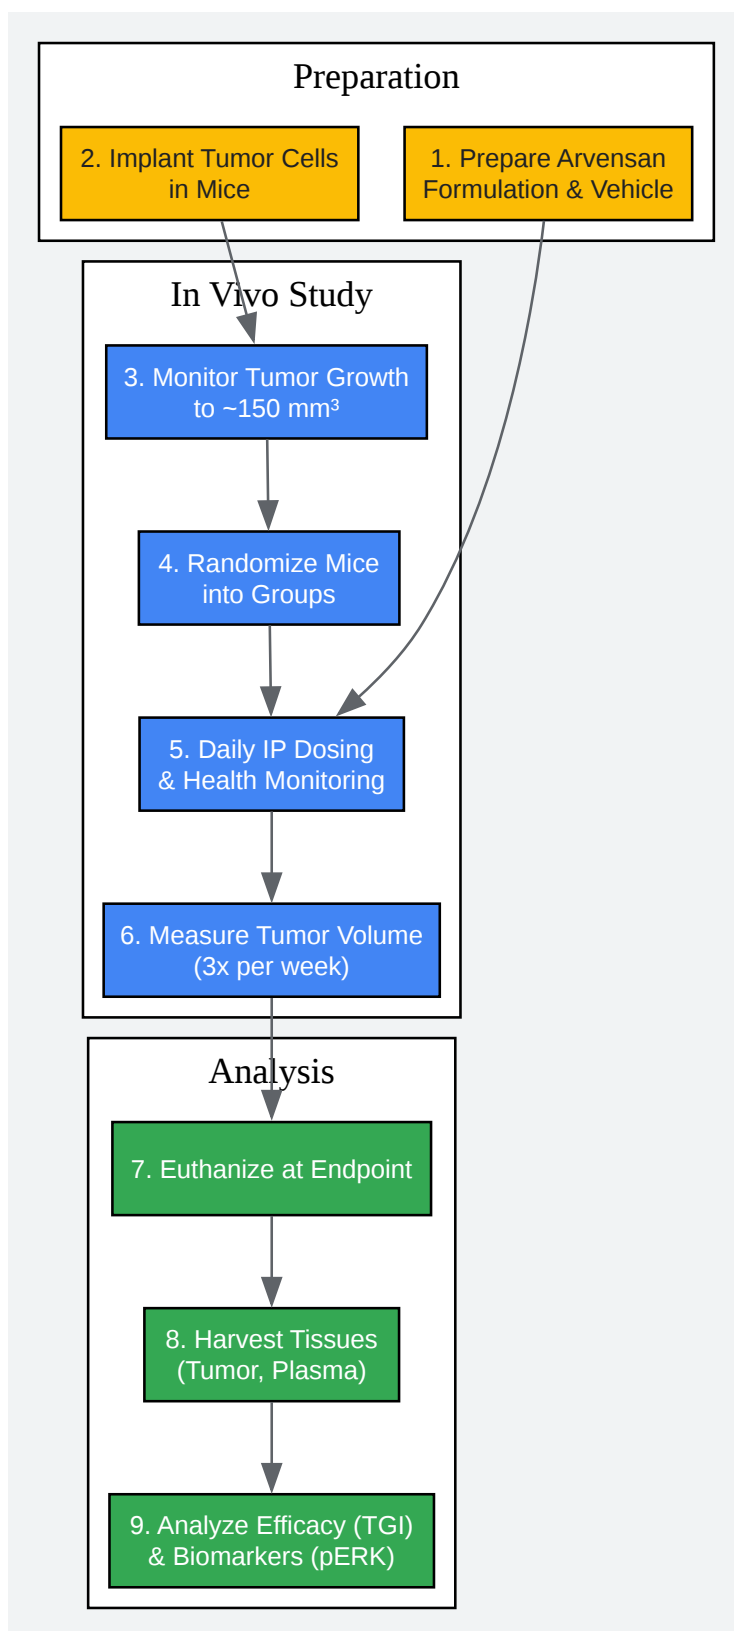 Preparation
2. Implant Tumor Cells
in Mice
1. Prepare Arvensan
Formulation & Vehicle
In Vivo Study
3. Monitor Tumor Growth
to ~150 mm³
4. Randomize Mice
into Groups
5. Daily IP Dosing
& Health Monitoring
6. Measure Tumor Volume
(3x per week)
Analysis
7. Euthanize at Endpoint
8. Harvest Tissues
(Tumor, Plasma)
9. Analyze Efficacy (TGI)
& Biomarkers (pERK)